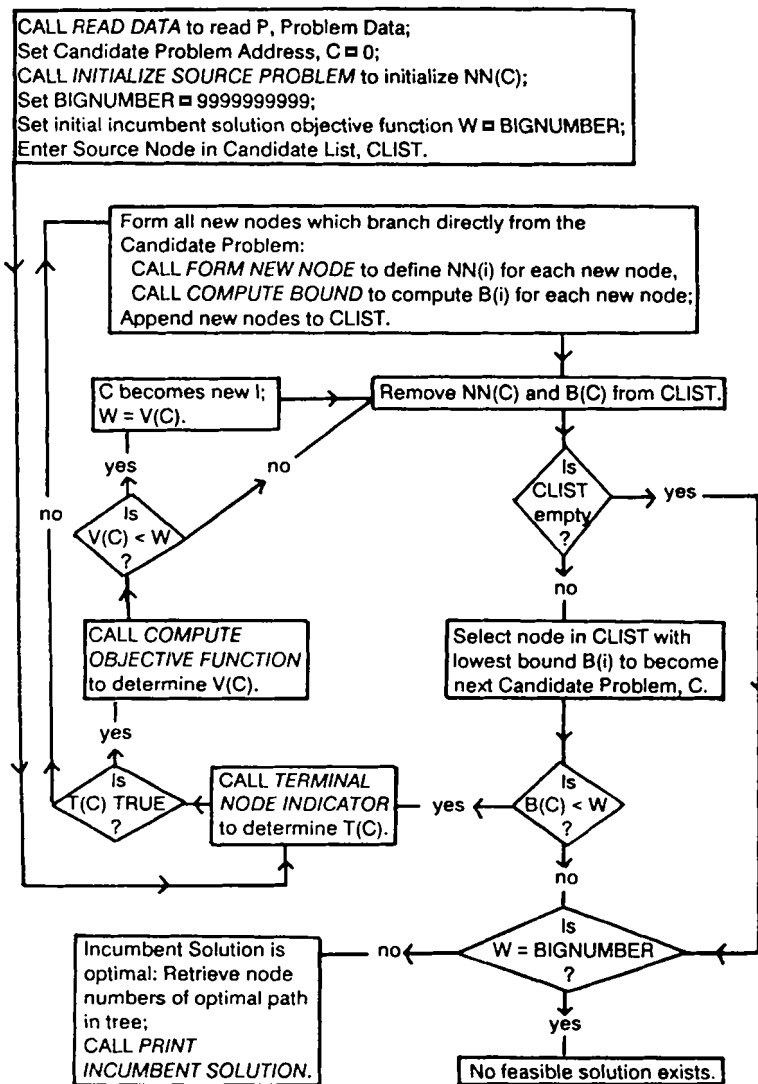 CALL READ DATA to read P, Problem Data;
Set Candidate Problem Address, C = 0;
CALL INITIALIZE SOURCE PROBLEM to initialize NN(C);
Set BIGNUMBER = 9999999999;
Set initial incumbent solution objective function W = BIGNUMBER;
Enter Source Node in Candidate List, CLIST.
Form all new nodes which branch directly from the
Candidate Problem:
CALL FORM NEW NODE to define NN(i) for each new node,
CALL COMPUTE BOUND to compute B(i) for each new node;
Append new nodes to CLIST.
C becomes new I;
W = V(C).
Remove NN(C) and B(C) from CLIST.
yes
no
Is
CLIST
empty
?
yes
no
Is
V(C) < W
?
no
CALL COMPUTE
OBJECTIVE FUNCTION
to determine V(C).
Select node in CLIST with
lowest bound B(i) to become
next Candidate Problem, C.
yes
Is
T(C) TRUE
?
CALL TERMINAL
NODE INDICATOR
to determine T(C).
yes
Is
B(C) < W
?
no
Is
W = BIGNUMBER
?
no
Incumbent Solution is
optimal: Retrieve node
numbers of optimal path
in tree;
CALL PRINT
INCUMBENT SOLUTION.
yes
No feasible solution exists.